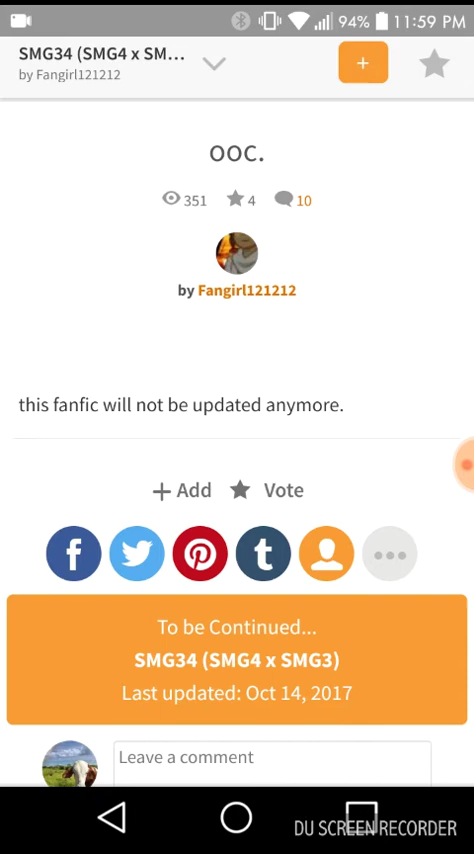 94% 11:59 PM
SMG34 (SMG4 x SM...
by Fangirl121212
+
ooc.
351 4 10
by Fangirl121212
this fanfic will not be updated anymore.
+ Add Vote
f t
To be Continued...
SMG34 (SMG4 x SMG3)
Last updated: Oct 14, 2017
Leave a comment
DU SCREEN RECORDER